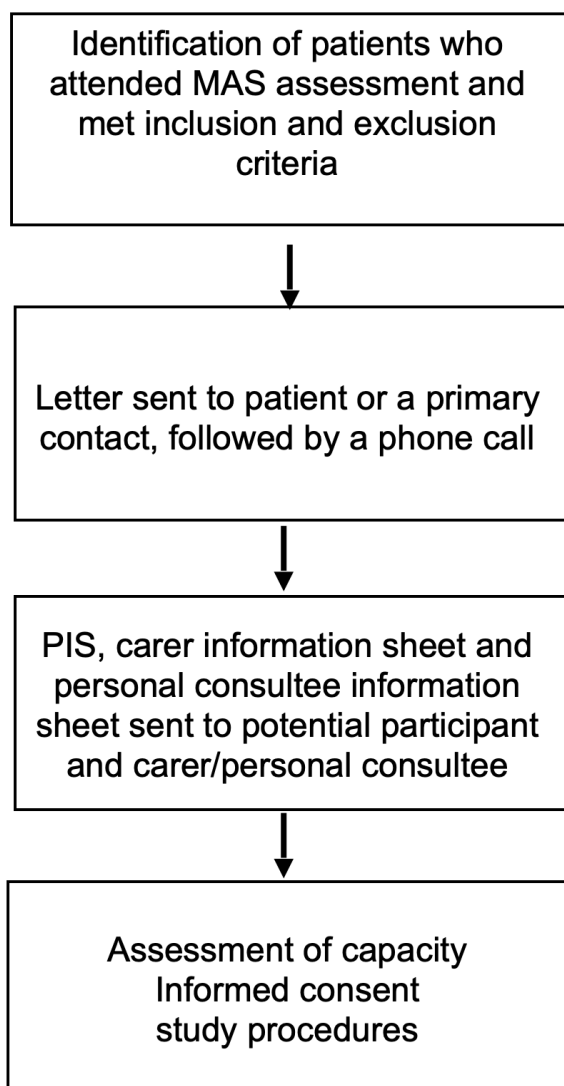 Identification of patients who
attended MAS assessment and
met inclusion and exclusion
criteria
Letter sent to patient or a primary
contact, followed by a phone call
PIS, carer information sheet and
personal consultee information
sheet sent to potential participant
and carer/personal consultee
Assessment of capacity
Informed consent
study procedures